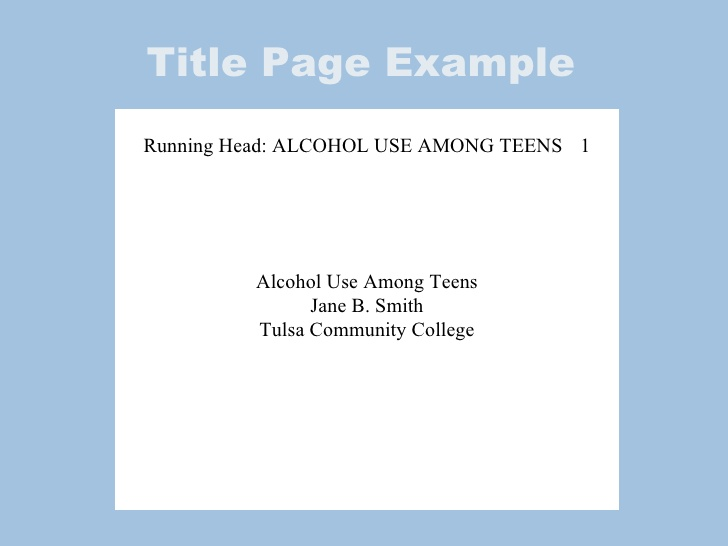 Title Page Example
Running Head: ALCOHOL USE AMONG TEENS 1
Alcohol Use Among Teens
Jane B. Smith
Tulsa Community College